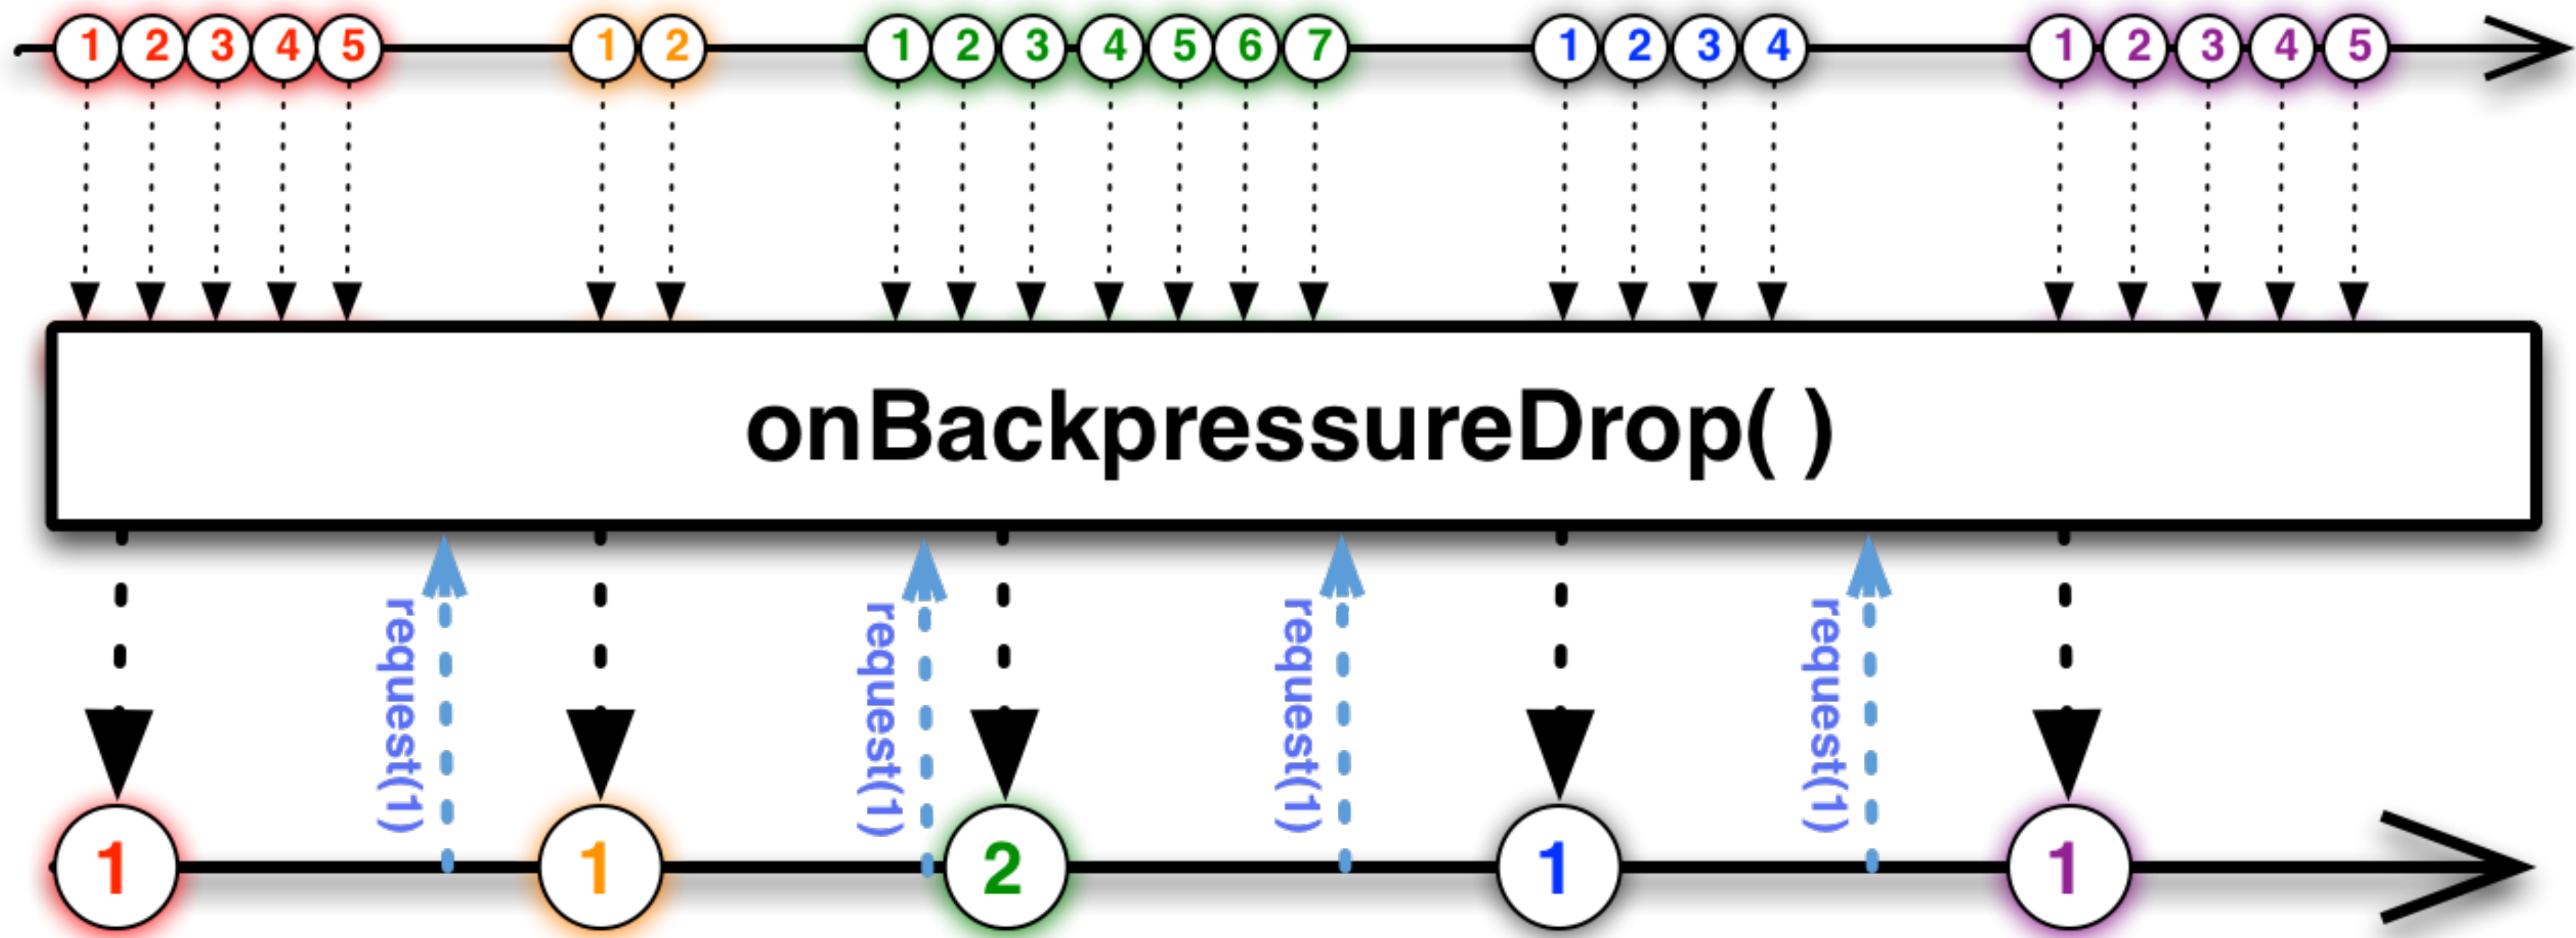 1 2 3 4 5 1 2 1 2 3 4 5 6 7 1 2 3 4 1 2 3 4 5
onBackpressureDrop( )
request(1) request(1) request(1) request(1)
1 1 2 1 1